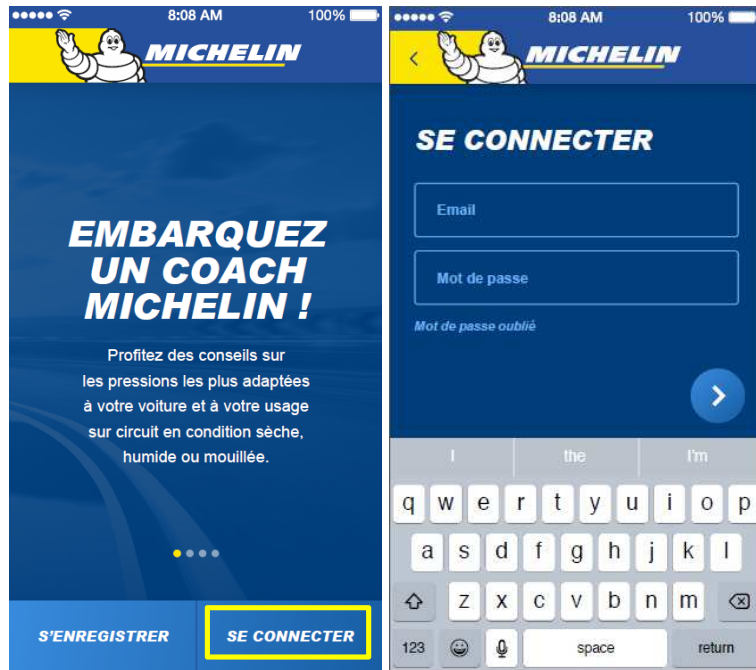 8:08 AM
100%
MICHELIN
EMBARQUEZ
UN COACH
MICHELIN !
Profitez des conseils sur
les pressions les plus adaptées
à votre voiture et à votre usage
sur circuit en condition sèche,
humide ou mouillée.
S'ENREGISTRER
SE CONNECTER
8:08 AM
100%
MICHELIN
SE CONNECTER
Email
Mot de passe
Mot de passe oublié
I the I'm
q w e r t y u i o p
a s d f g h j k l
z x c v b n m
123 space return